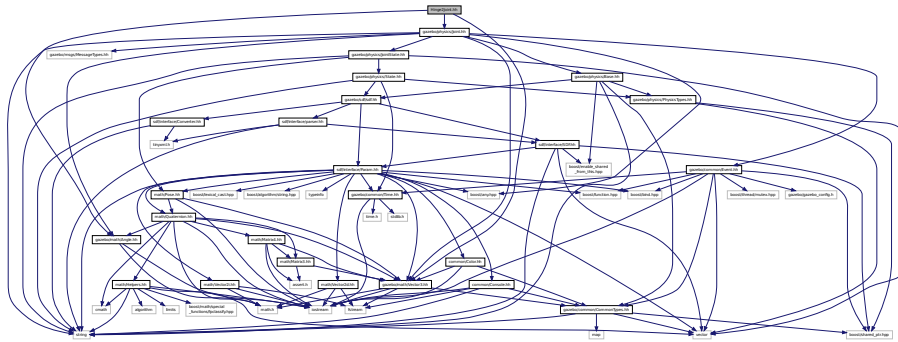 Hinge2Joint.hh
gazebo/physics/Joint.hh
gazebo/msgs/MessageTypes.hh
gazebo/physics/JointState.hh
gazebo/physics/State.hh
gazebo/physics/Base.hh
gazebo/sdf/sdf.hh
gazebo/physics/PhysicsTypes.hh
sdf/interface/Converter.hh
sdf/interface/parser.hh
tinyxml.h
sdf/interface/SDF.hh
boost/enable_shared
_from_this.hpp
sdf/interface/Param.hh
gazebo/common/Event.hh
math/Pose.hh
boost/lexical_cast.hpp
boost/algorithm/string.hpp
typeinfo
gazebo/common/Time.hh
boost/any.hpp
boost/function.hpp
boost/bind.hpp
boost/thread/mutex.hpp
gazebo/gazebo_config.h
math/Quaternion.hh
time.h
stdlib.h
gazebo/math/Angle.hh
math/Matrix4.hh
math/Matrix3.hh
common/Color.hh
math/Helpers.hh
math/Vector2i.hh
assert.h
math/Vector2d.hh
gazebo/math/Vector3.hh
common/Console.hh
cmath
algorithm
limits
boost/math/special
_functions/fpclassify.hpp
math.h
iostream
fstream
gazebo/common/CommonTypes.hh
string
map
vector
boost/shared_ptr.hpp